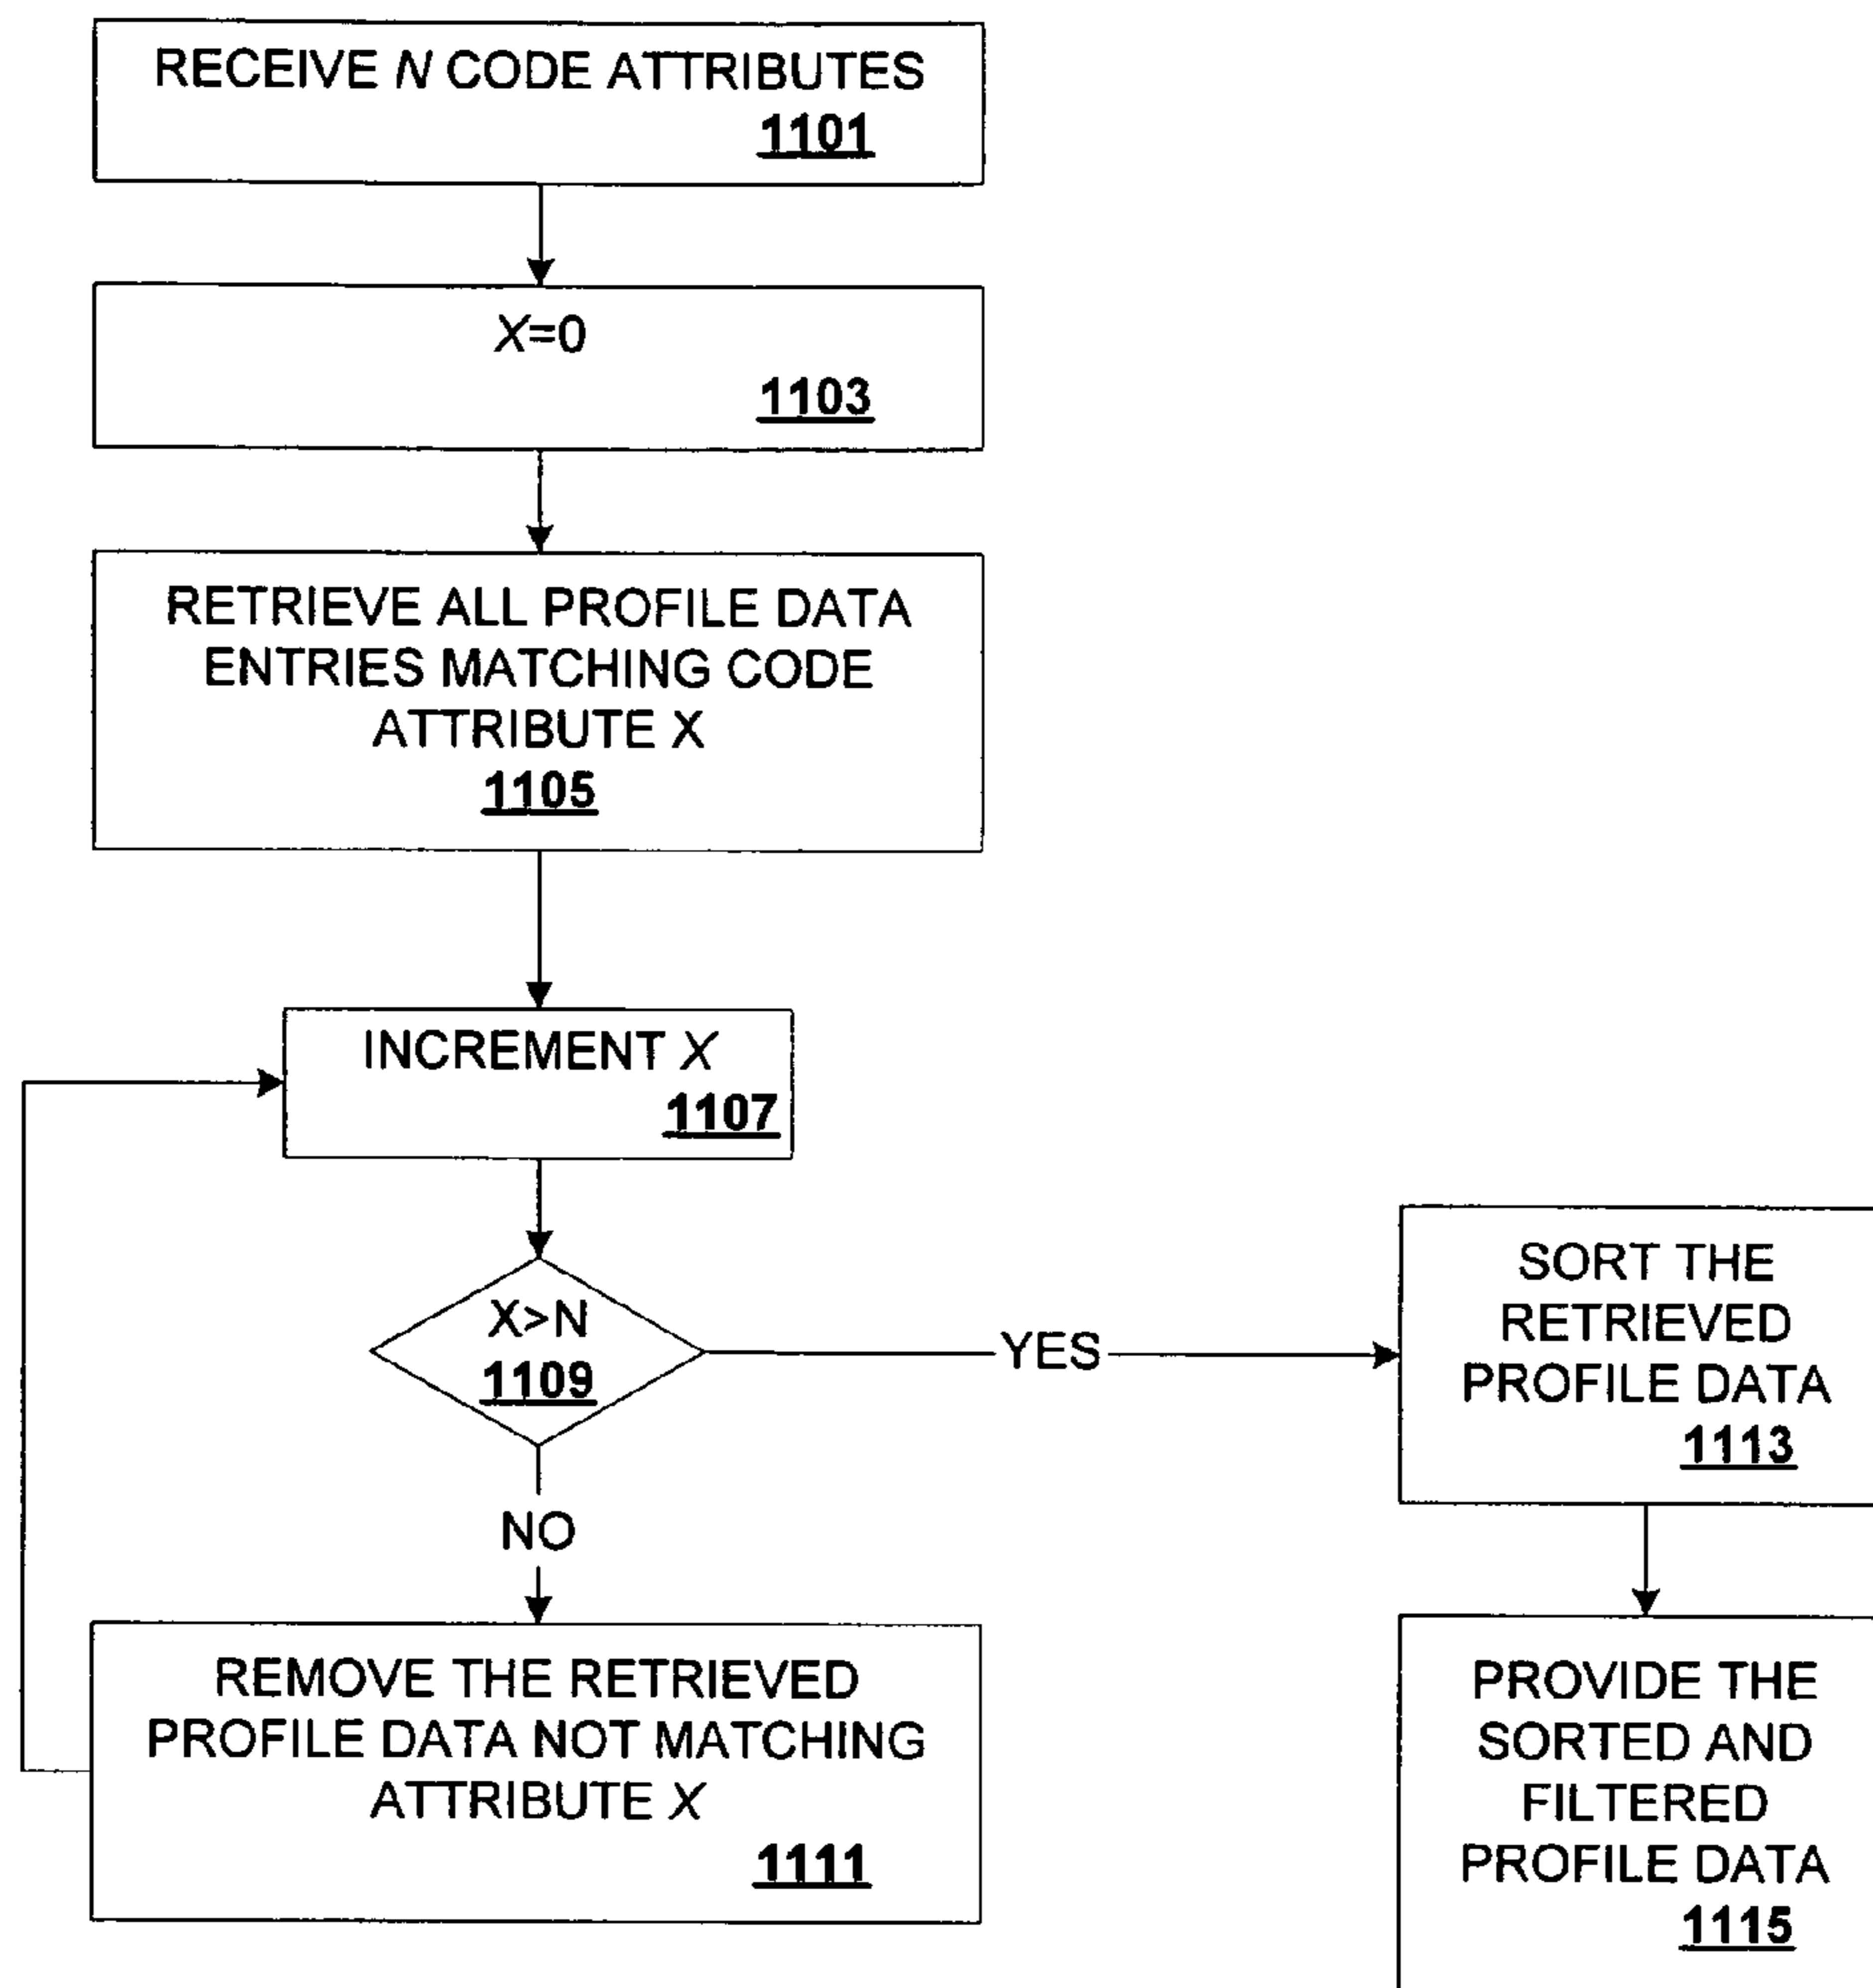 RECEIVE N CODE ATTRIBUTES
1101
X=0
1103
RETRIEVE ALL PROFILE DATA
ENTRIES MATCHING CODE
ATTRIBUTE X
1105
INCREMENT X
1107
X>N
1109
YES
NO
REMOVE THE RETRIEVED
PROFILE DATA NOT MATCHING
ATTRIBUTE X
1111
SORT THE
RETRIEVED
PROFILE DATA
1113
PROVIDE THE
SORTED AND
FILTERED
PROFILE DATA
1115